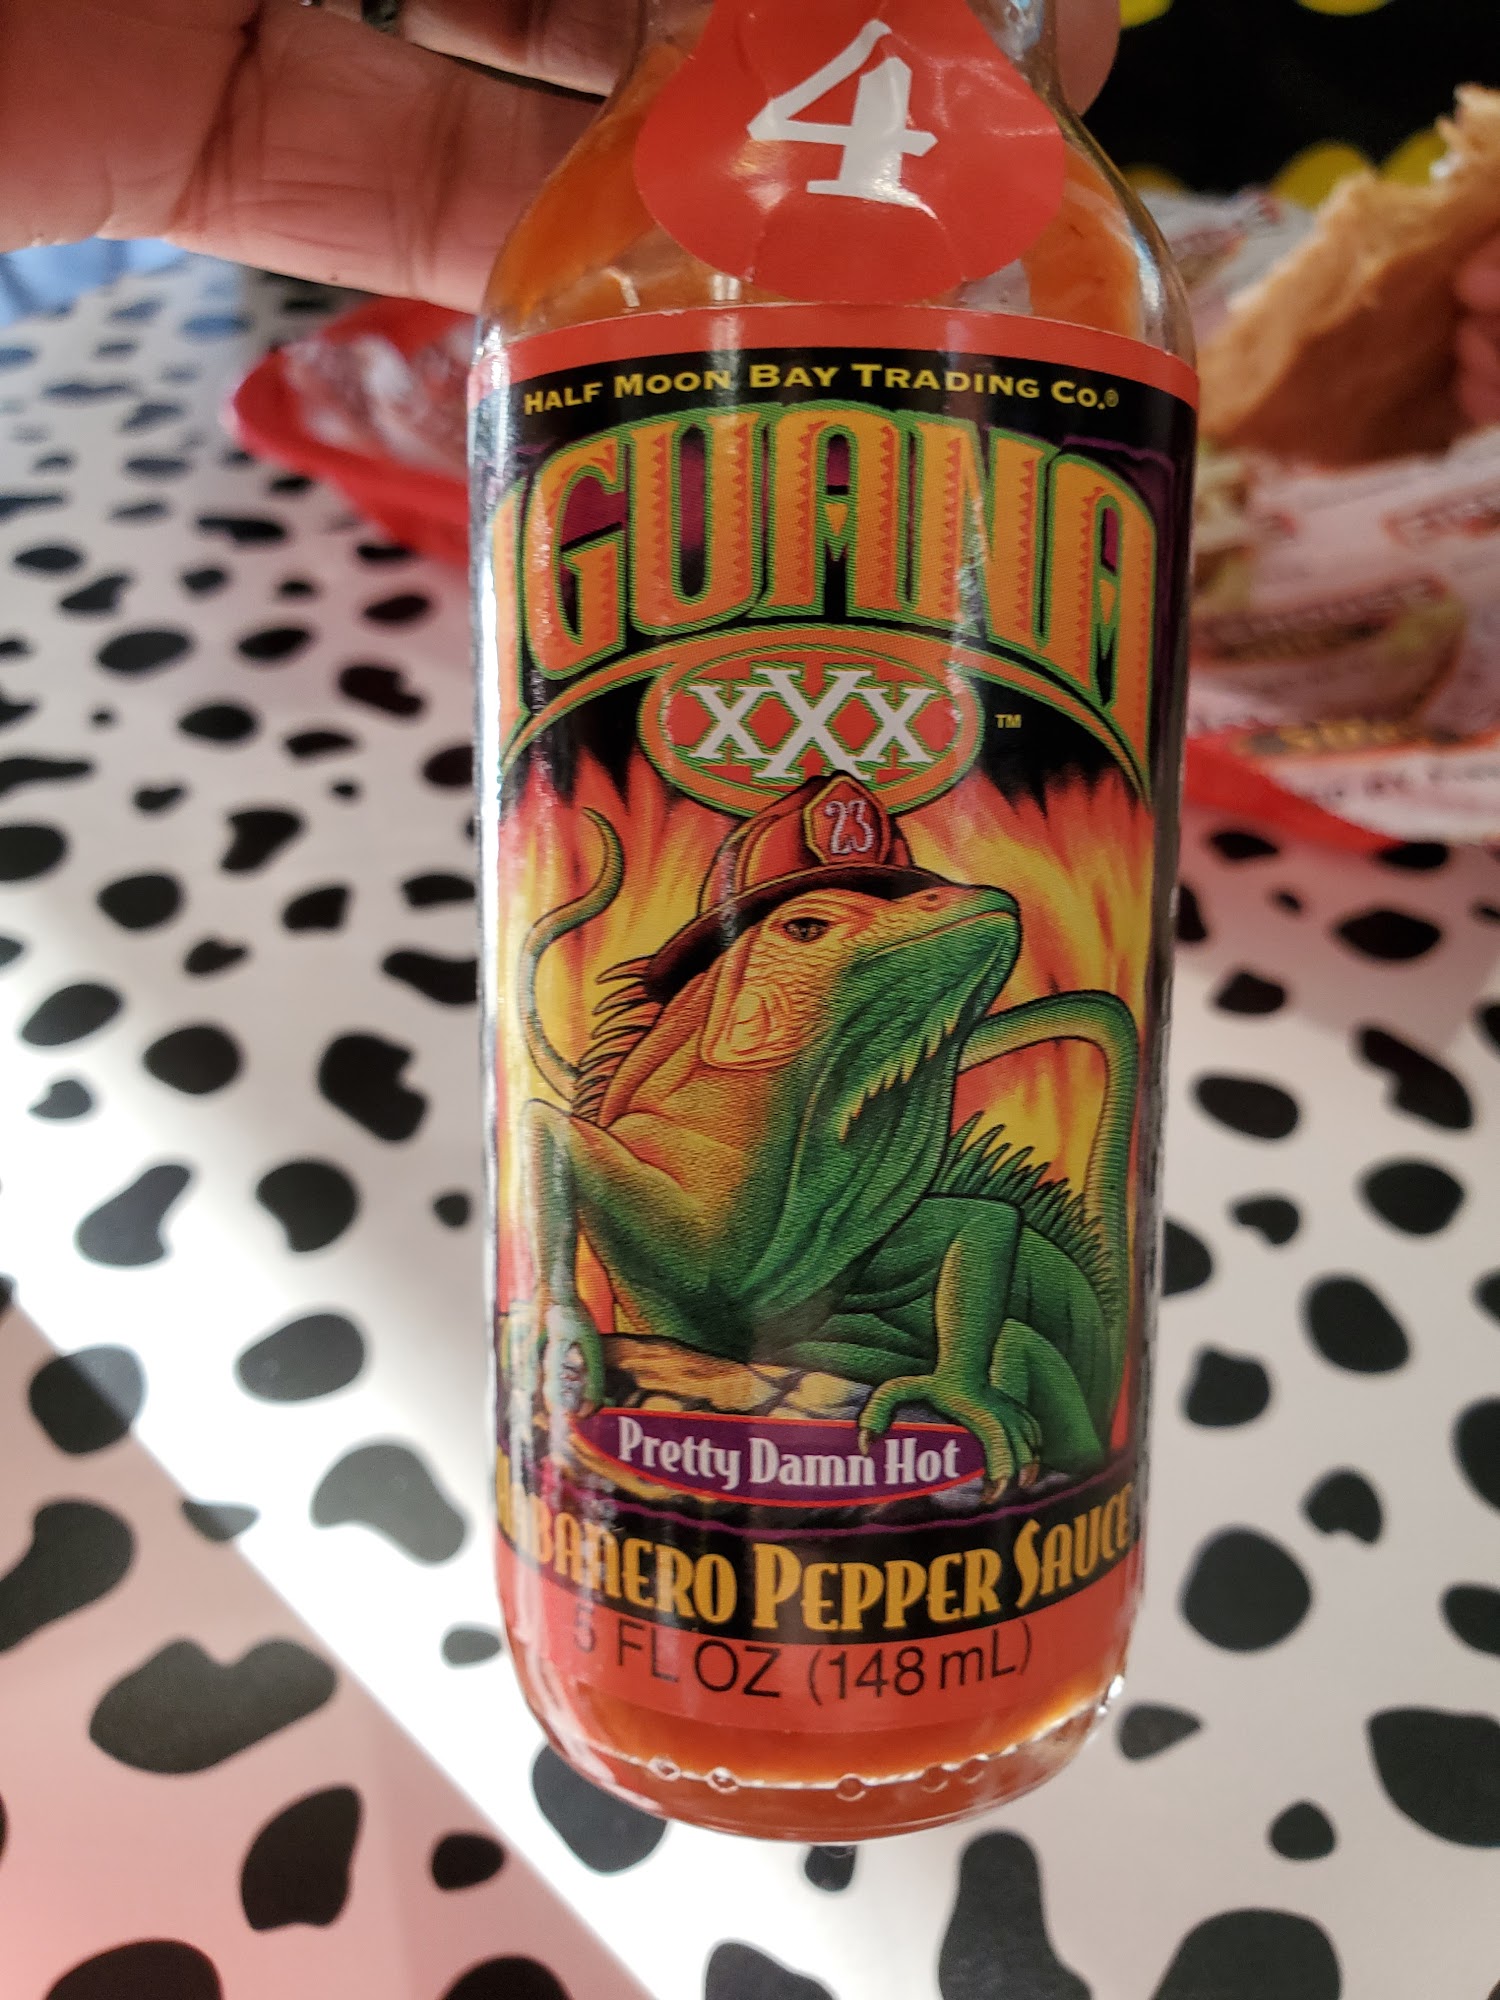 4
HALF MOON BAY TRADING CO.®
IGUANA
XXX ™
23
Pretty Damn Hot
PEPPER SAUCE
5 FL OZ (148 mL)